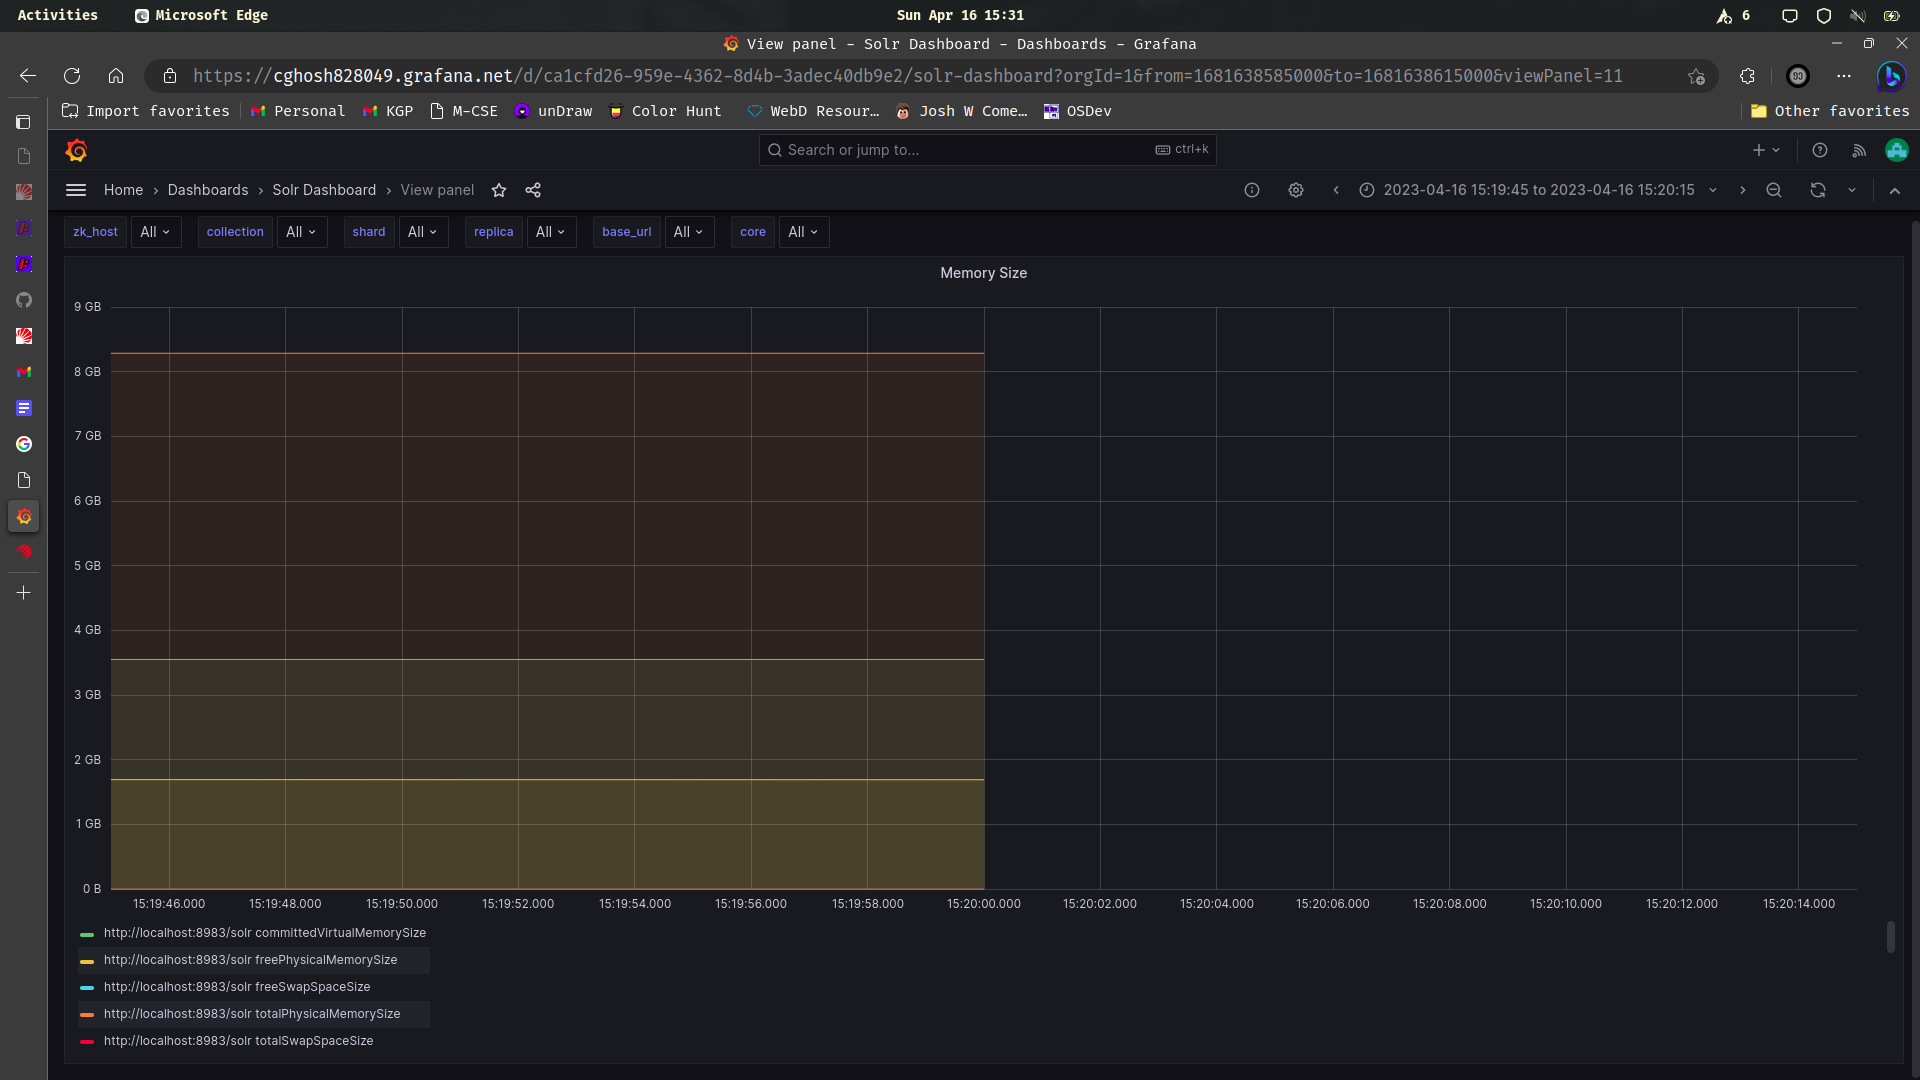 Activities Microsoft Edge Sun Apr 16 15:31 6
View panel - Solr Dashboard - Dashboards - Grafana
https://cghosh828049.grafana.net/d/ca1cfd26-959e-4362-8d4b-3adec40db9e2/solr-dashboard?orgId=1&from=1681638585000&to=1681638615000&viewPanel=11
Import favorites Personal KGP M-CSE unDraw Color Hunt WebD Resour… Josh W Come… OSDev Other favorites
Search or jump to... ctrl+k
Home › Dashboards › Solr Dashboard › View panel 2023-04-16 15:19:45 to 2023-04-16 15:20:15
zk_host All collection All shard All replica All base_url All core All
Memory Size
9 GB
8 GB
7 GB
6 GB
5 GB
4 GB
3 GB
2 GB
1 GB
0 B
15:19:46.000 15:19:48.000 15:19:50.000 15:19:52.000 15:19:54.000 15:19:56.000 15:19:58.000 15:20:00.000 15:20:02.000 15:20:04.000 15:20:06.000 15:20:08.000 15:20:10.000 15:20:12.000 15:20:14.000
http://localhost:8983/solr committedVirtualMemorySize
http://localhost:8983/solr freePhysicalMemorySize
http://localhost:8983/solr freeSwapSpaceSize
http://localhost:8983/solr totalPhysicalMemorySize
http://localhost:8983/solr totalSwapSpaceSize